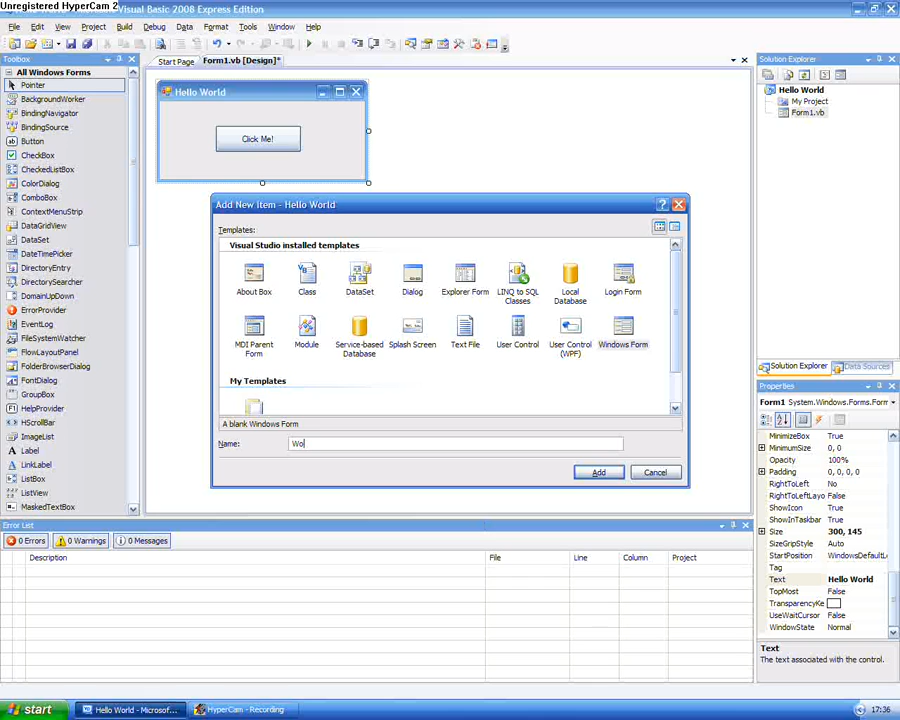 Unregistered HyperCam 2
Visual Basic 2008 Express Edition
File Edit View Project Build Debug Data Format Tools Window Help
Toolbox
Start Page
Form1.vb [Design]*
Solution Explorer
All Windows Forms
Pointer
BackgroundWorker
BindingNavigator
BindingSource
Button
CheckBox
CheckedListBox
ColorDialog
ComboBox
ContextMenuStrip
DataGridView
DataSet
DateTimePicker
DirectoryEntry
DirectorySearcher
DomainUpDown
ErrorProvider
EventLog
FileSystemWatcher
FlowLayoutPanel
FolderBrowserDialog
FontDialog
GroupBox
HelpProvider
HScrollBar
ImageList
Label
LinkLabel
ListBox
ListView
MaskedTextBox
Hello World
Click Me!
Add New Item - Hello World
Templates:
Visual Studio installed templates
About Box
Class
DataSet
Dialog
Explorer Form
LINQ to SQL
Classes
Local
Database
Login Form
MDI Parent
Form
Module
Service-based
Database
Splash Screen
Text File
User Control
User Control
(WPF)
Windows Form
My Templates
A blank Windows Form
Name:
Wo
Add
Cancel
Hello World
My Project
Form1.vb
Solution Explorer
Data Sources
Properties
Form1 System.Windows.Forms.Form
MinimizeBox True
MinimumSize 0, 0
Opacity 100%
Padding 0, 0, 0, 0
RightToLeft No
RightToLeftLayo False
ShowIcon True
ShowInTaskbar True
Size 300, 145
SizeGripStyle Auto
StartPosition WindowsDefaultLo
Tag
Text Hello World
TopMost False
TransparencyKe
UseWaitCursor False
WindowState Normal
Text
The text associated with the control.
Error List
0 Errors
0 Warnings
0 Messages
Description File Line Column Project
start
Hello World - Microsof...
HyperCam - Recording
17:36